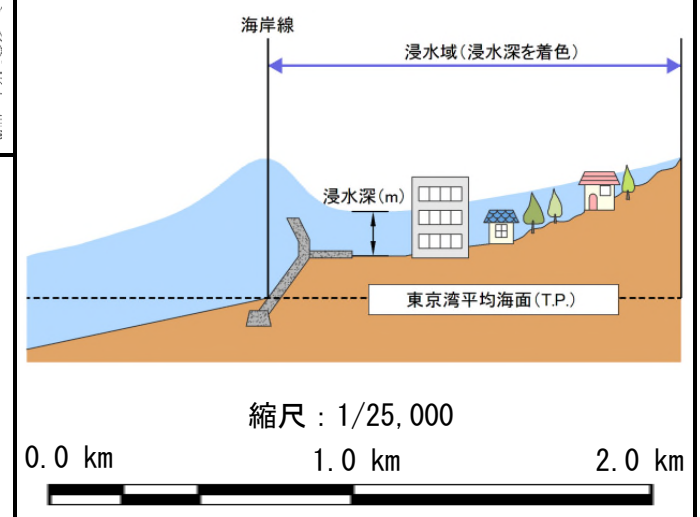 海岸線
浸水域(浸水深を着色)
浸水深(m)
東京湾平均海面(T.P.)
縮尺：1/25,000
0.0 km 1.0 km 2.0 km